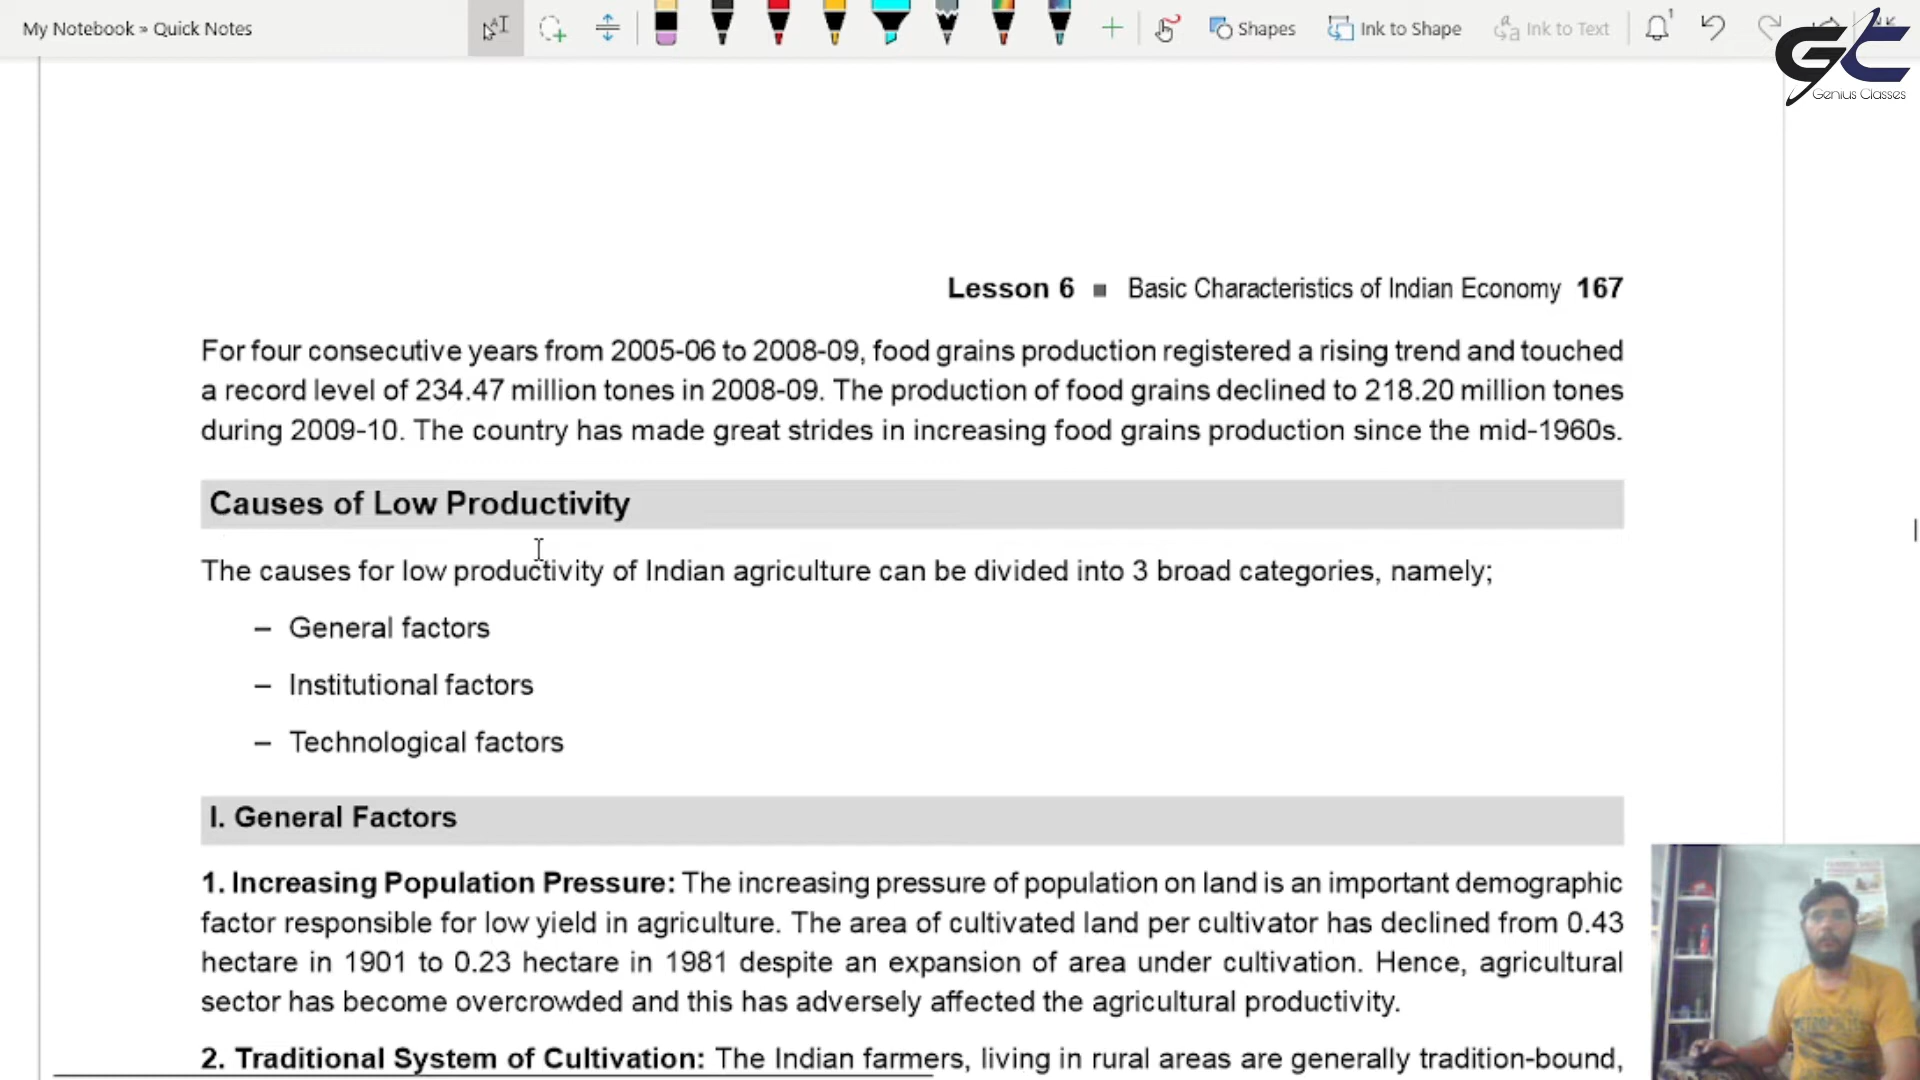 My Notebook » Quick Notes
Shapes
Ink to Shape
Ink to Text
1
GC
Genius Classes
Lesson 6 ■ Basic Characteristics of Indian Economy 167
For four consecutive years from 2005-06 to 2008-09, food grains production registered a rising trend and touched
a record level of 234.47 million tones in 2008-09. The production of food grains declined to 218.20 million tones
during 2009-10. The country has made great strides in increasing food grains production since the mid-1960s.
Causes of Low Productivity
The causes for low productivity of Indian agriculture can be divided into 3 broad categories, namely;
– General factors
– Institutional factors
– Technological factors
I. General Factors
1. Increasing Population Pressure: The increasing pressure of population on land is an important demographic
factor responsible for low yield in agriculture. The area of cultivated land per cultivator has declined from 0.43
hectare in 1901 to 0.23 hectare in 1981 despite an expansion of area under cultivation. Hence, agricultural
sector has become overcrowded and this has adversely affected the agricultural productivity.
2. Traditional System of Cultivation: The Indian farmers, living in rural areas are generally tradition-bound,